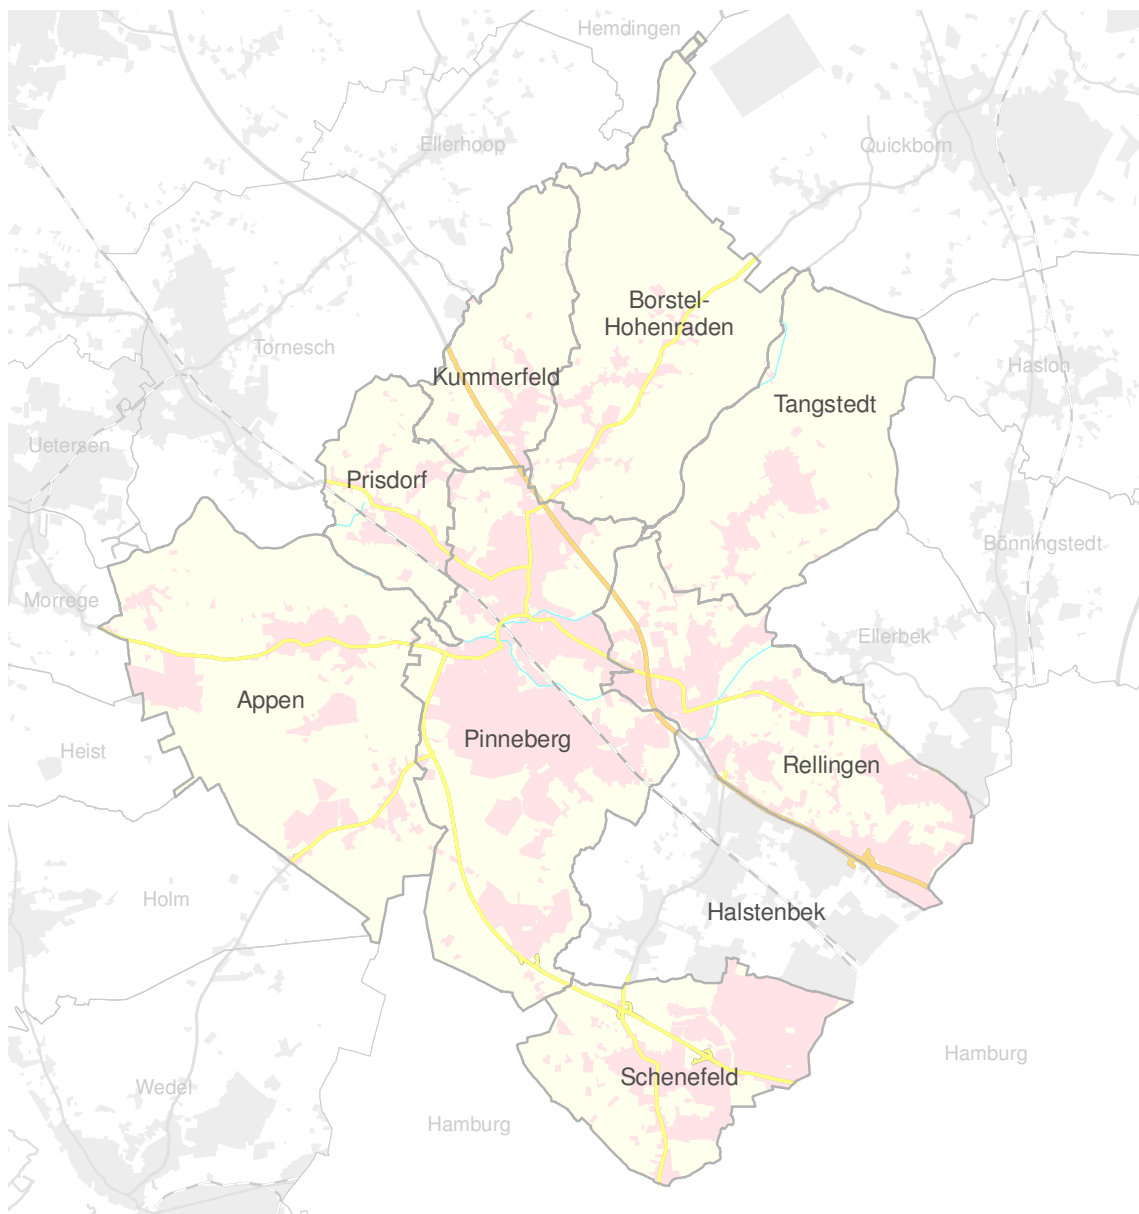 Hemdingen
Ellerhoop
Quickborn
Borstel-
Hohenraden
Tornesch
Hasloh
Kummerfeld
Tangstedt
Uetersen
Prisdorf
Bönningstedt
Morrege
Ellerbek
Appen
Pinneberg
Heist
Rellingen
Holm
Halstenbek
Hamburg
Schenefeld
Wedel
Hamburg